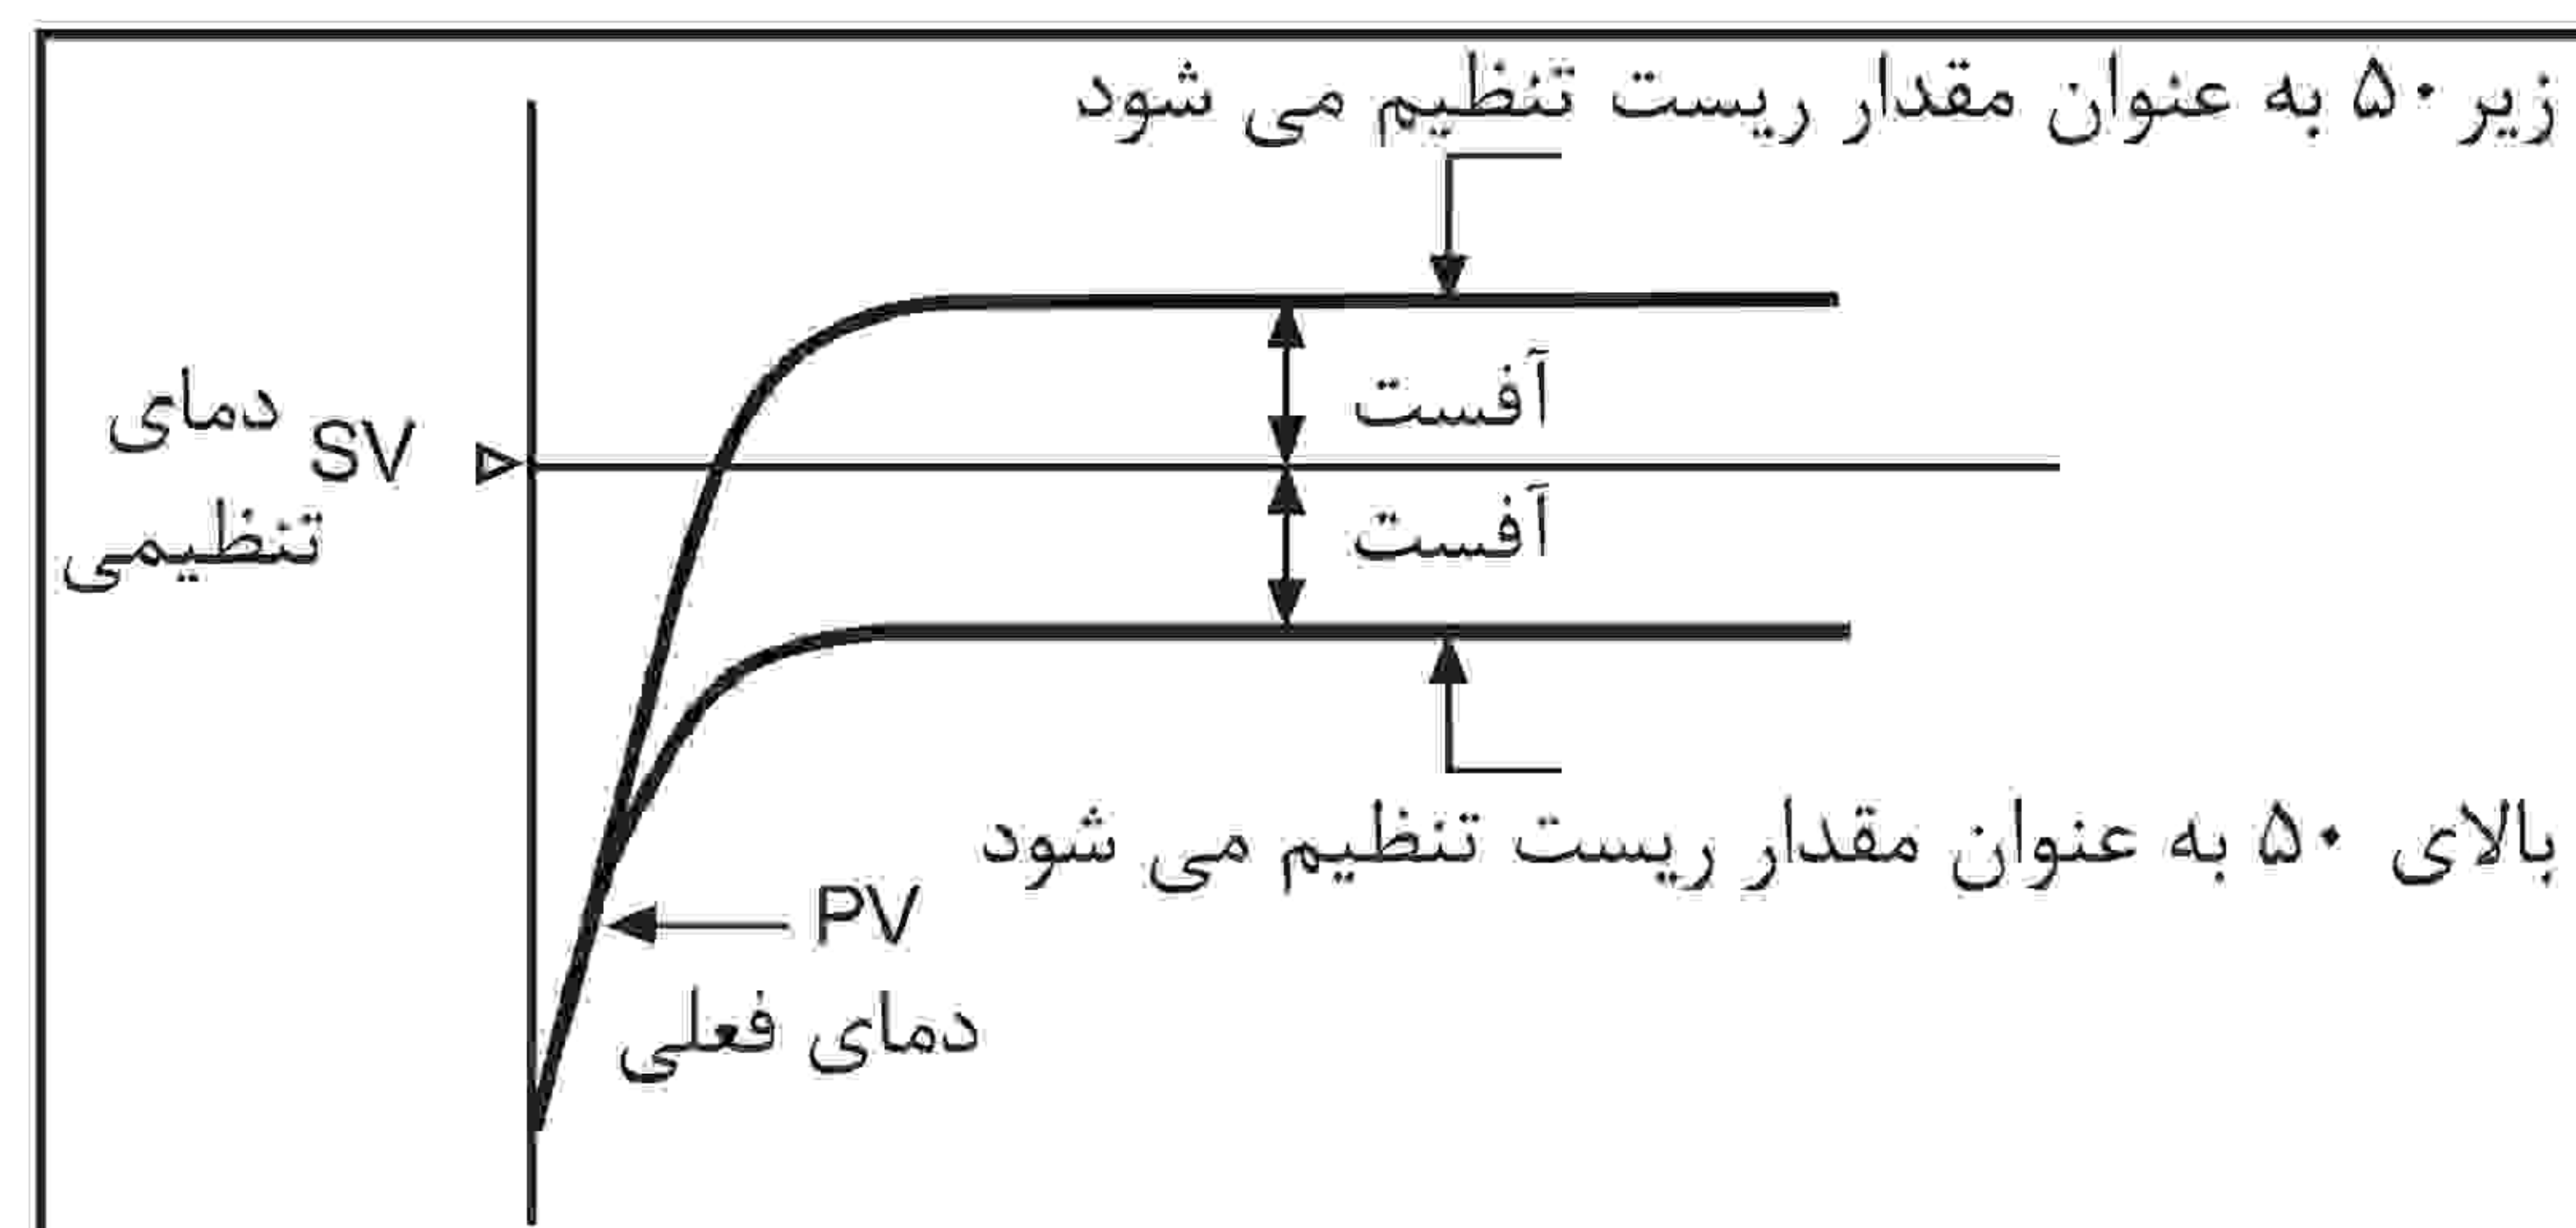 زیر ۵۰ به عنوان مقدار ریست تنظیم می شود
آفست
دمای
SV
تنظیمی
آفست
بالای ۵۰ به عنوان مقدار ریست تنظیم می شود
PV
دمای فعلی